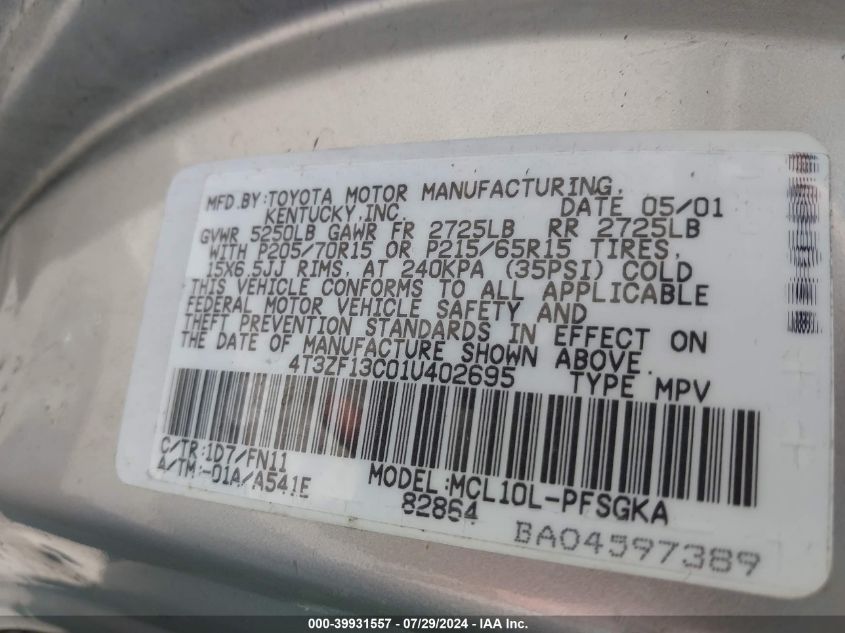 MFD.BY:TOYOTA MOTOR MANUFACTURING,
KENTUCKY,INC. DATE 05/01
GVWR 5250LB GAWR FR 2725LB RR 2725LB
WITH P205/70R15 OR P215/65R15 TIRES,
15X6.5JJ RIMS, AT 240KPA (35PSI) COLD
THIS VEHICLE CONFORMS TO ALL APPLICABLE
FEDERAL MOTOR VEHICLE SAFETY AND
THEFT PREVENTION STANDARDS IN EFFECT ON
THE DATE OF MANUFACTURE SHOWN ABOVE.
4T3ZF13C01U402695 TYPE MPV
C/TR:1D7/FN11
A/TM:-01A/A541E MODEL:MCL10L-PFSGKA
82864
BA04597389
000-39931557 / 07/29/2024 - IAA Inc.